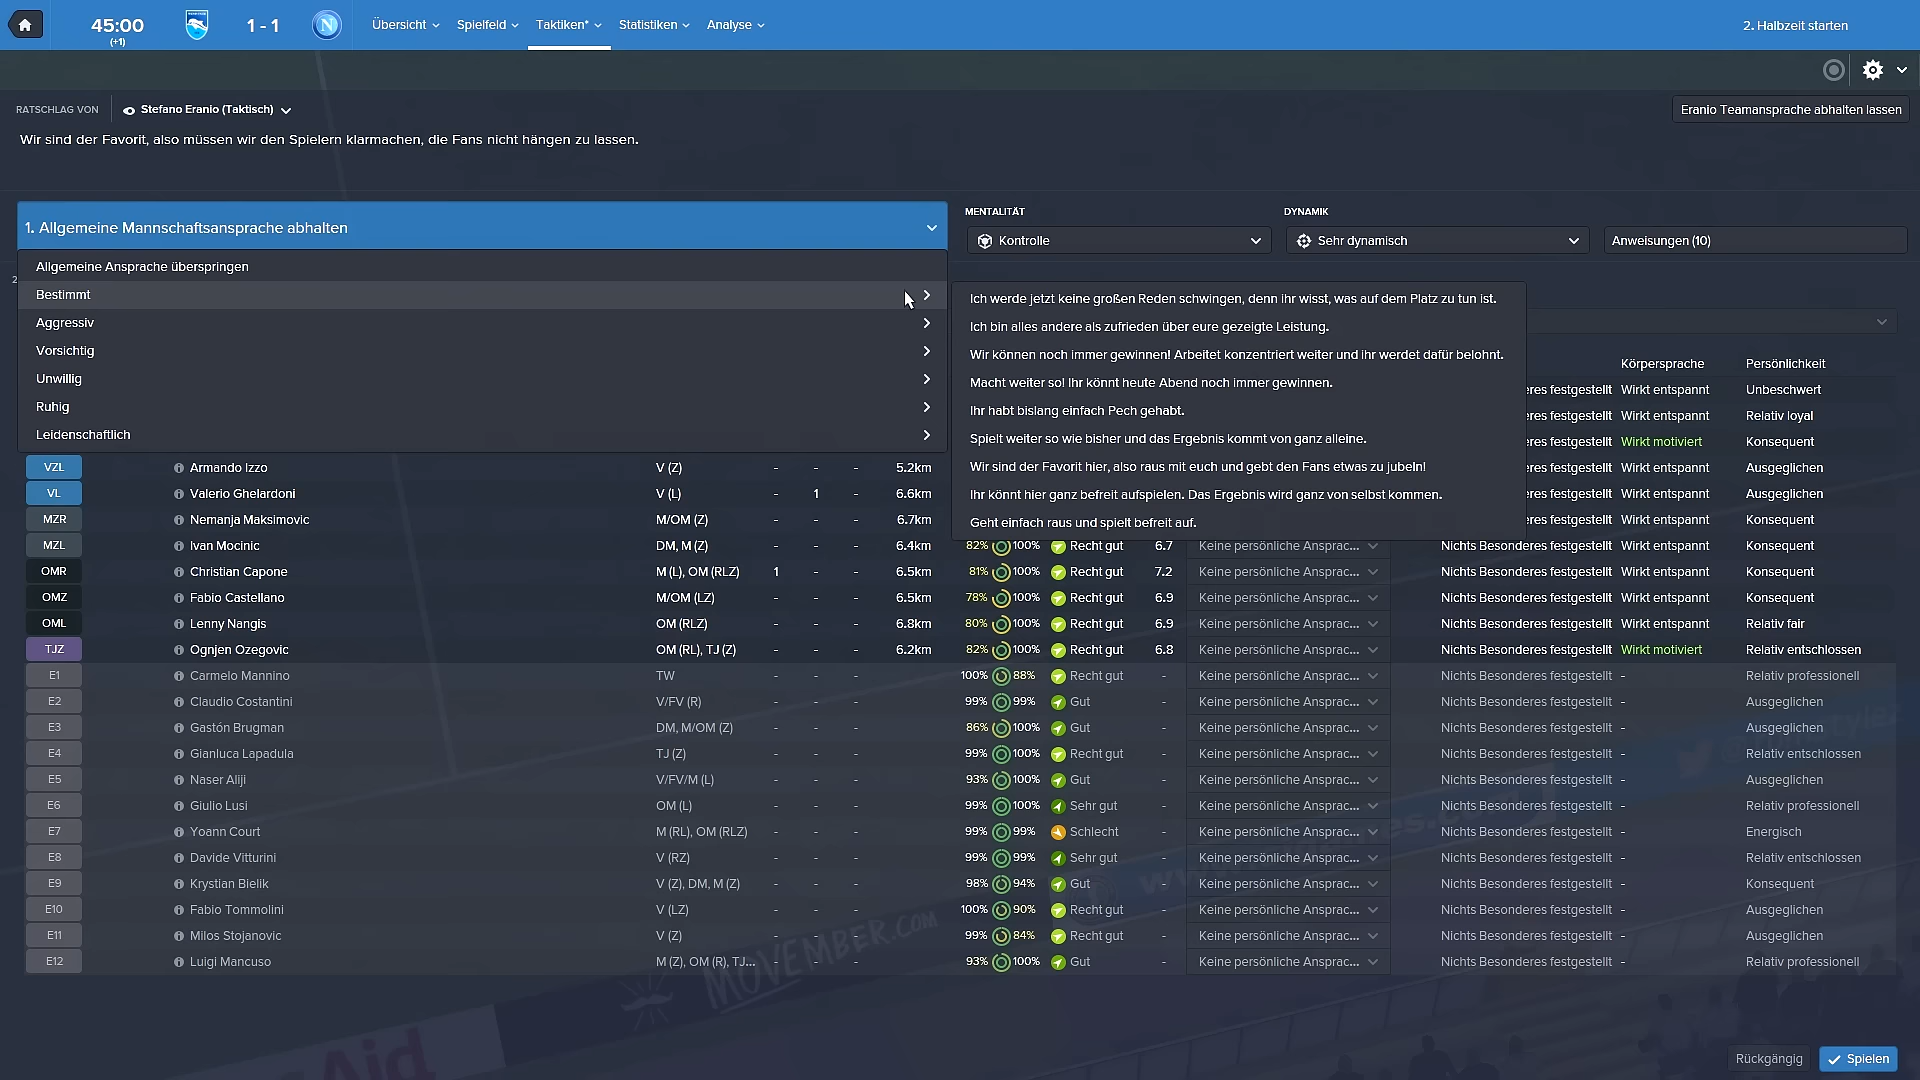 45:00
(+1)
1 - 1
N
Übersicht
Spielfeld
Taktiken*
Statistiken
Analyse
2. Halbzeit starten
RATSCHLAG VON
Stefano Eranio (Taktisch)
Eranio Teamansprache abhalten lassen
Wir sind der Favorit, also müssen wir den Spielern klarmachen, die Fans nicht hängen zu lassen.
1. Allgemeine Mannschaftsansprache abhalten
MENTALITÄT
DYNAMIK
Kontrolle
Sehr dynamisch
Anweisungen (10)
Allgemeine Ansprache überspringen
2
Bestimmt
Aggressiv
Vorsichtig
Unwillig
Ruhig
Leidenschaftlich
Ich werde jetzt keine großen Reden schwingen, denn ihr wisst, was auf dem Platz zu tun ist.
Ich bin alles andere als zufrieden über eure gezeigte Leistung.
Wir können noch immer gewinnen! Arbeitet konzentriert weiter und ihr werdet dafür belohnt.
Macht weiter so! Ihr könnt heute Abend noch immer gewinnen.
Ihr habt bislang einfach Pech gehabt.
Spielt weiter so wie bisher und das Ergebnis kommt von ganz alleine.
Wir sind der Favorit hier, also raus mit euch und gebt den Fans etwas zu jubeln!
Ihr könnt hier ganz befreit aufspielen. Das Ergebnis wird ganz von selbst kommen.
Geht einfach raus und spielt befreit auf.
Körpersprache Persönlichkeit
eres festgestellt Wirkt entspannt Unbeschwert
eres festgestellt Wirkt entspannt Relativ loyal
eres festgestellt Wirkt motiviert Konsequent
VZL Armando Izzo V (Z) - - - 5.2km eres festgestellt Wirkt entspannt Ausgeglichen
VL Valerio Ghelardoni V (L) - 1 - 6.6km eres festgestellt Wirkt entspannt Ausgeglichen
MZR Nemanja Maksimovic M/OM (Z) - - - 6.7km eres festgestellt Wirkt entspannt Konsequent
MZL Ivan Mocinic DM, M (Z) - - - 6.4km 82% 100% Recht gut 6.7 Keine persönliche Ansprac... Nichts Besonderes festgestellt Wirkt entspannt Konsequent
OMR Christian Capone M (L), OM (RLZ) 1 - - 6.5km 81% 100% Recht gut 7.2 Keine persönliche Ansprac... Nichts Besonderes festgestellt Wirkt entspannt Konsequent
OMZ Fabio Castellano M/OM (LZ) - - - 6.5km 78% 100% Recht gut 6.9 Keine persönliche Ansprac... Nichts Besonderes festgestellt Wirkt entspannt Konsequent
OML Lenny Nangis OM (RLZ) - - - 6.8km 80% 100% Recht gut 6.9 Keine persönliche Ansprac... Nichts Besonderes festgestellt Wirkt entspannt Relativ fair
TJZ Ognjen Ozegovic OM (RL), TJ (Z) - - - 6.2km 82% 100% Recht gut 6.8 Keine persönliche Ansprac... Nichts Besonderes festgestellt Wirkt motiviert Relativ entschlossen
E1 Carmelo Mannino TW - - - 100% 88% Recht gut - Keine persönliche Ansprac... Nichts Besonderes festgestellt - Relativ professionell
E2 Claudio Costantini V/FV (R) - - - 99% 99% Gut - Keine persönliche Ansprac... Nichts Besonderes festgestellt - Ausgeglichen
E3 Gastón Brugman DM, M/OM (Z) - - - 86% 100% Gut - Keine persönliche Ansprac... Nichts Besonderes festgestellt - Ausgeglichen
E4 Gianluca Lapadula TJ (Z) - - - 99% 100% Recht gut - Keine persönliche Ansprac... Nichts Besonderes festgestellt - Relativ entschlossen
E5 Naser Aliji V/FV/M (L) - - - 93% 100% Gut - Keine persönliche Ansprac... Nichts Besonderes festgestellt - Ausgeglichen
E6 Giulio Lusi OM (L) - - - 99% 100% Sehr gut - Keine persönliche Ansprac... Nichts Besonderes festgestellt - Relativ professionell
E7 Yoann Court M (RL), OM (RLZ) - - - 99% 99% Schlecht - Keine persönliche Ansprac... Nichts Besonderes festgestellt - Energisch
E8 Davide Vitturini V (RZ) - - - 99% 99% Sehr gut - Keine persönliche Ansprac... Nichts Besonderes festgestellt - Relativ entschlossen
E9 Krystian Bielik V (Z), DM, M (Z) - - - 98% 94% Gut - Keine persönliche Ansprac... Nichts Besonderes festgestellt - Konsequent
E10 Fabio Tommolini V (LZ) - - - 100% 90% Recht gut - Keine persönliche Ansprac... Nichts Besonderes festgestellt - Ausgeglichen
E11 Milos Stojanovic V (Z) - - - 99% 84% Recht gut - Keine persönliche Ansprac... Nichts Besonderes festgestellt - Ausgeglichen
E12 Luigi Mancuso M (Z), OM (R), TJ... - - - 93% 100% Gut - Keine persönliche Ansprac... Nichts Besonderes festgestellt - Relativ professionell
MOVEMBER.COM
Aid
Rückgängig
Spielen